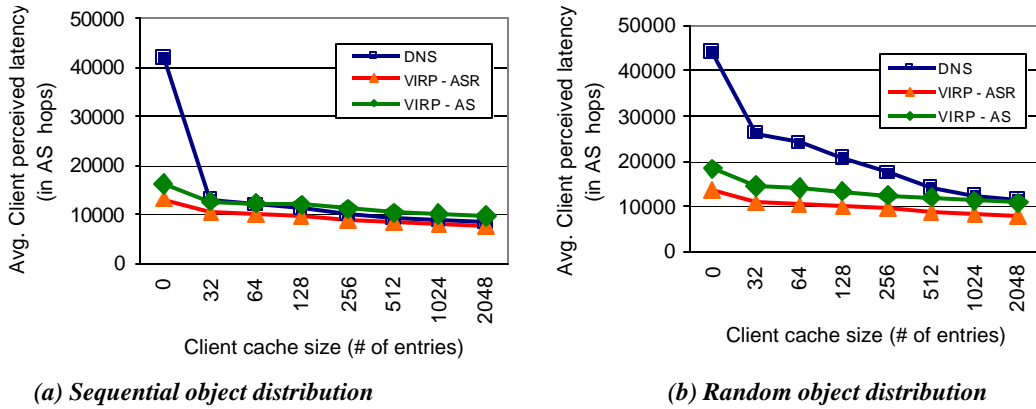 Avg. Client perceived latency
(in AS hops)
50000
40000
30000
20000
10000
0
DNS
VIRP - ASR
VIRP - AS
0
32
64
128
256
512
1024
2048
Client cache size (# of entries)
(a) Sequential object distribution
Avg. Client perceived latency
(in AS hops)
50000
40000
30000
20000
10000
0
DNS
VIRP - ASR
VIRP - AS
0
32
64
128
256
512
1024
2048
Client cache size (# of entries)
(b) Random object distribution